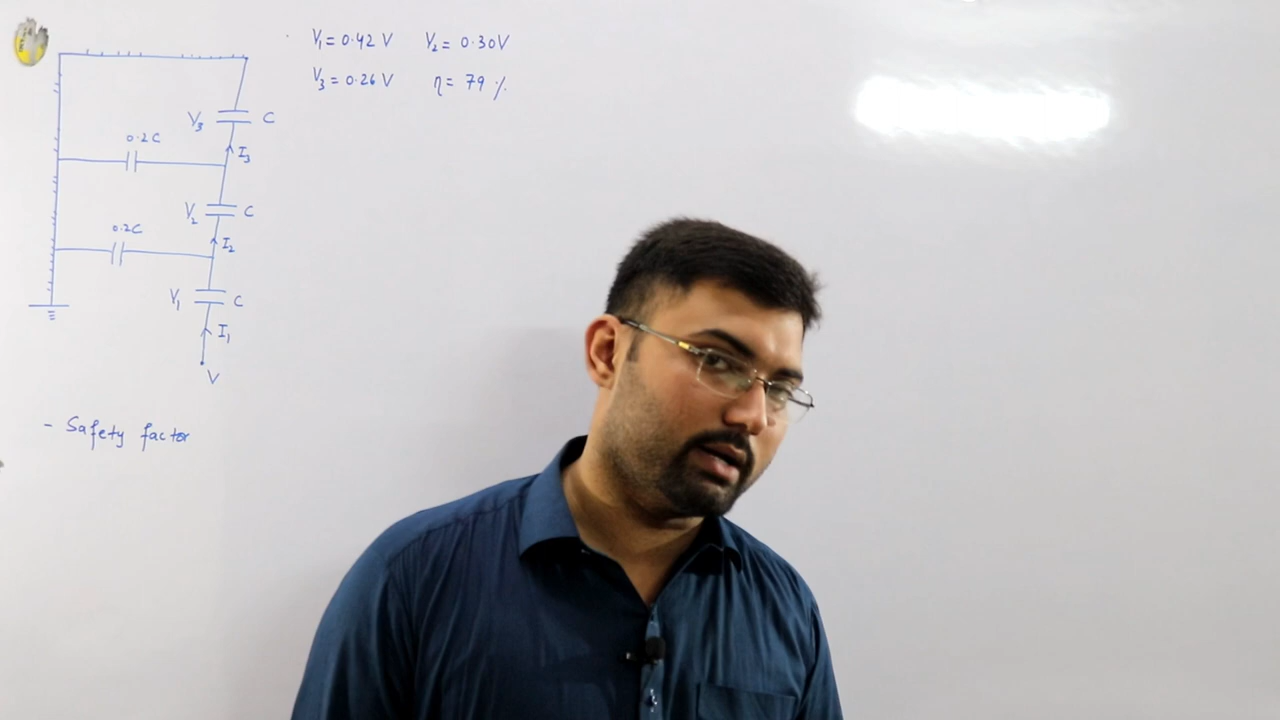 V₁ = 0.42 V V₂ = 0.30V
V₃ = 0.26 V η = 79 %
V₃ C
0.2C
I₃
V₂ C
0.2C
I₂
V₁ C
I₁
V
- Safety factor